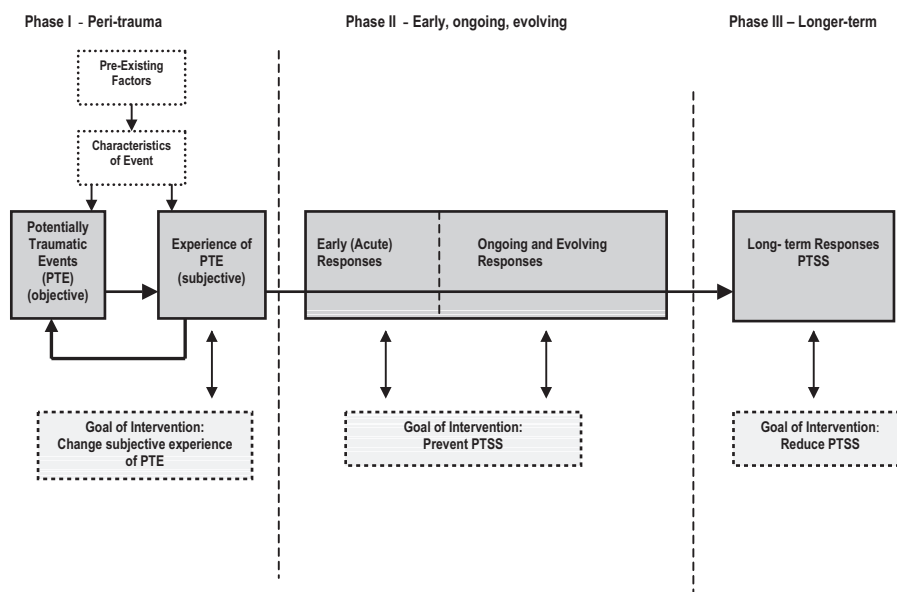 Phase I - Peri-trauma
Phase II - Early, ongoing, evolving
Phase III – Longer-term
Pre-Existing
Factors
Characteristics
of Event
Potentially
Traumatic
Events
(PTE)
(objective)
Experience of
PTE
(subjective)
Early (Acute)
Responses
Ongoing and Evolving
Responses
Long- term Responses
PTSS
Goal of Intervention:
Change subjective experience
of PTE
Goal of Intervention:
Prevent PTSS
Goal of Intervention:
Reduce PTSS